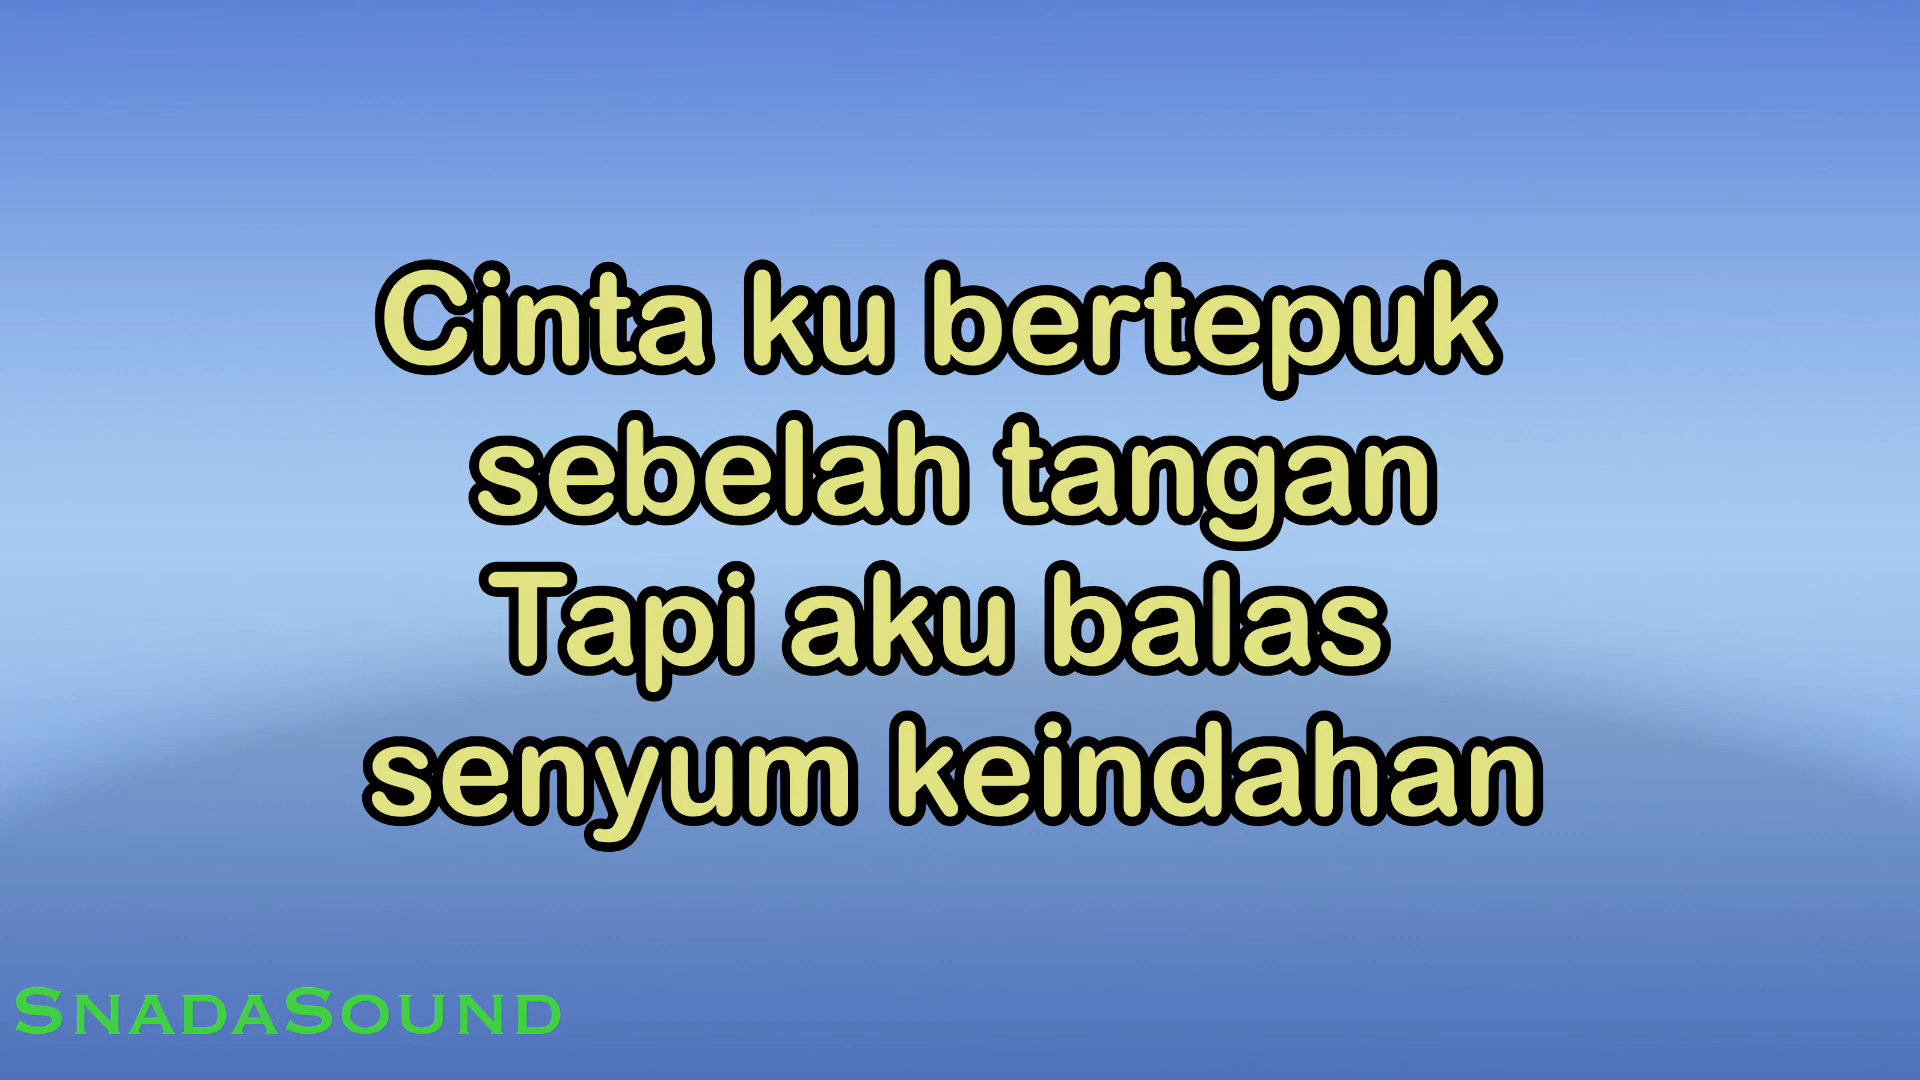 Cinta ku bertepuk
sebelah tangan
Tapi aku balas
senyum keindahan
SnadaSound